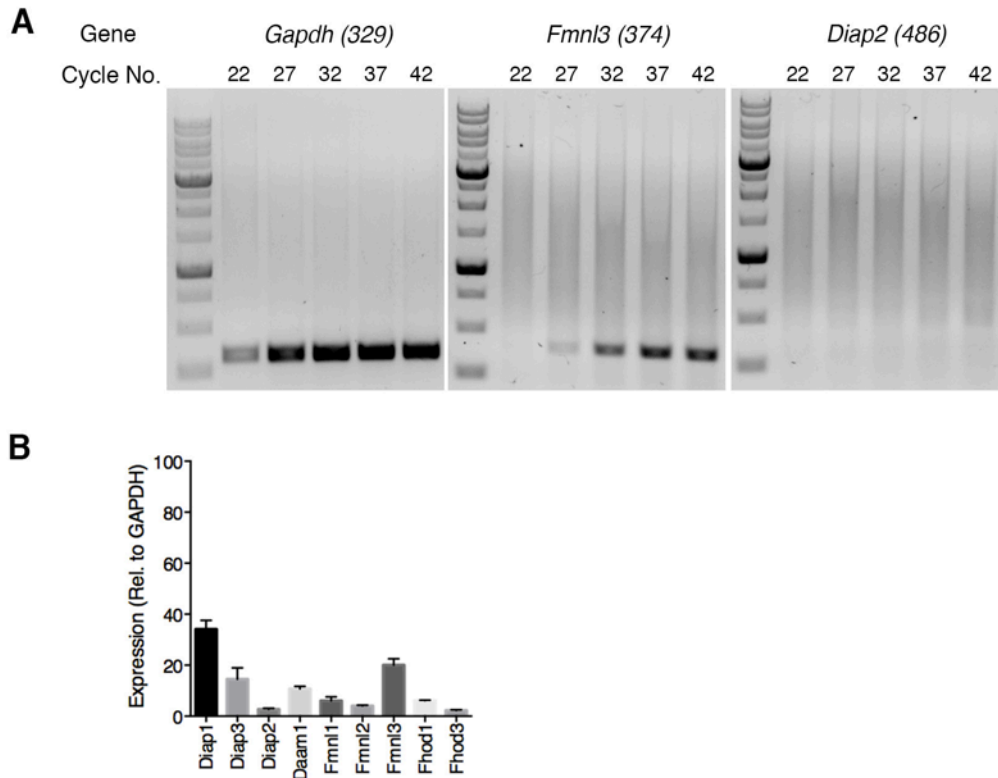 A
Gene Gapdh (329) Fmnl3 (374) Diap2 (486)
Cycle No. 22 27 32 37 42 22 27 32 37 42 22 27 32 37 42
B
Expression (Rel. to GAPDH)
100
80
60
40
20
0
Diap1
Diap3
Diap2
Daam1
Fmnl1
Fmnl2
Fmnl3
Fhod1
Fhod3